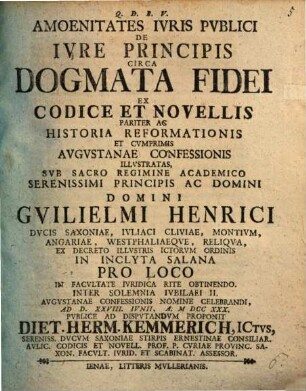 Q. D. B. V.
AMOENITATES IVRIS PVBLICI
DE
IVRE PRINCIPIS
CIRCA
DOGMATA FIDEI
EX
CODICE ET NOVELLIS
PARITER AC
HISTORIA REFORMATIONIS
ET CVMPRIMIS
AVGVSTANAE CONFESSIONIS
ILLVSTRATAS,
SVB SACRO REGIMINE ACADEMICO
SERENISSIMI PRINCIPIS AC DOMINI
DOMINI
GVILIELMI HENRICI
DVCIS SAXONIAE, IVLIACI CLIVIAE, MONTIVM,
ANGARIAE, WESTPHALIAEQVE, RELIQVA,
EX DECRETO ILLVSTRIS ICTORVM ORDINIS
IN INCLYTA SALANA
PRO LOCO
IN FACVLTATE IVRIDICA RITE OBTINENDO.
INTER SOLEMNIA IVBILAEI II.
AVGVSTANAE CONFESSIONIS NOMINE CELEBRANDI,
AD D. XXVIII. IVNII. A. M DCC XXX.
PVBLICE AD DISPVTANDVM PROPONIT
DIET. HERM. KEMMERICH, ICTVS,
SERENISS. DVCVM SAXONIAE STIRPIS ERNESTINAE CONSILIAR.
AVLIC. CODICIS ET NOVELL. PROF. P. CVRIAE PROVINC. SA-
XON. FACVLT. IVRID. ET SCABINAT. ASSESSOR.
IENAE, LITTERIS MVLLERIANIS.